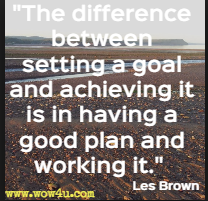 "The difference
between
setting a goal
and achieving it
is in having a
good plan and
working it."
Les Brown
www.wow4u.com